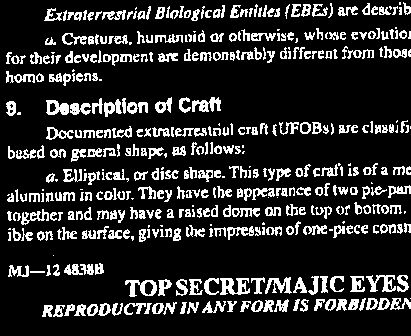 Extraterrestrial Biological Entities (EBEs) are describ
a. Creatures, humanoid or otherwise, whose evolution
for their development are demonstrably different from those
homo sapiens.
9. Description of Craft
Documented extraterrestrial craft (UFOBs) are classifi
based on general shape, as follows:
a. Elliptical, or disc shape. This type of craft is of a me
aluminum in color. They have the appearance of two pie-pan
together and may have a raised dome on the top or bottom.
ible on the surface, giving the impression of one-piece constr
MJ—12 4838B
TOP SECRET/MAJIC EYES
REPRODUCTION IN ANY FORM IS FORBIDDEN